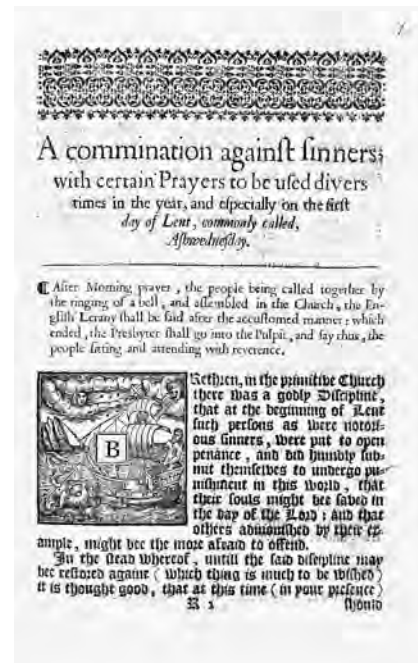 A commination againſt ſinners;
with certain Prayers to be uſed divers
times in the year, and eſpecially on the firſt
day of Lent, commonly called,
Aſhwedneſday.
¶ After Morning prayer, the people being called together by
the ringing of a bell, and aſſembled in the Church, the En-
gliſh Letany ſhall be ſaid after the accuſtomed manner: which
ended, the Presbyter ſhall go into the Pulpit, and ſay thus, the
people ſitting and attending with reverence.
BRethren, in the primitive Church
there was a godly Diſcipline,
that at the beginning of Lent
ſuch perſons as were notori-
ous ſinners, were put to open
penance, and did humbly ſub-
mit themſelves to undergo pu-
niſhment in this world, that
their ſouls might bee ſaved in
the day of the Lord; and that
others admoniſhed by their ex-
ample, might bee the more afraid to offend.
In the ſtead whereof, untill the ſaid diſcipline may
bee reſtored againe (which thing is much to be wiſhed)
it is thought good, that at this time (in your preſence)
ſhould